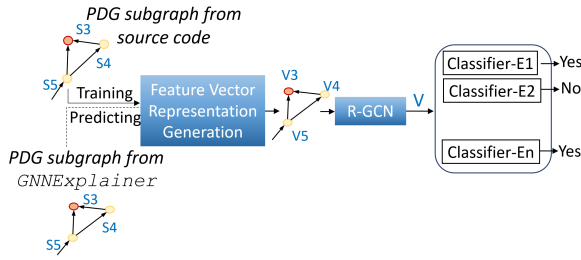 PDG subgraph from
source code
S3
S4
S5
Training
Predicting
Feature Vector
Representation
Generation
V3
V4
V5
R-GCN
V
Classifier-E1
Yes
Classifier-E2
No
Classifier-En
Yes
PDG subgraph from
GNNExplainer
S3
S4
S5